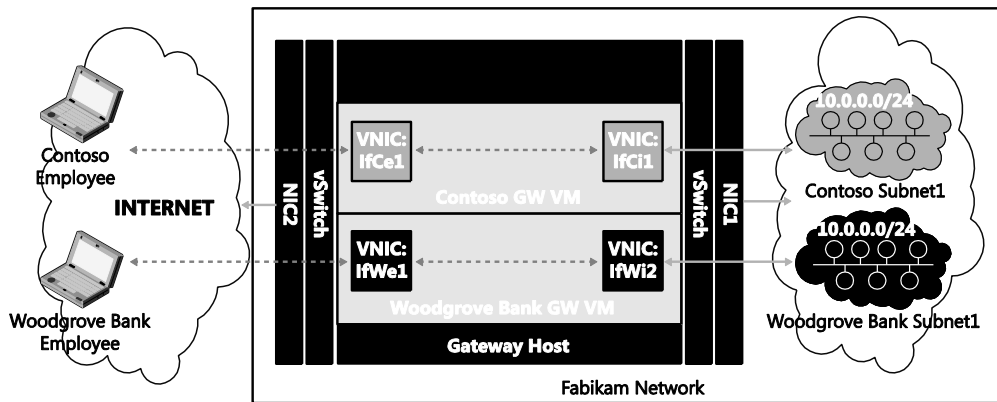 Contoso
Employee
INTERNET
Woodgrove Bank
Employee
NIC2
vSwitch
VNIC:
IfCe1
VNIC:
IfCi1
Contoso GW VM
VNIC:
IfWe1
VNIC:
IfWi2
Woodgrove Bank GW VM
Gateway Host
vSwitch
NIC1
10.0.0.0/24
Contoso Subnet1
10.0.0.0/24
Woodgrove Bank Subnet1
Fabikam Network